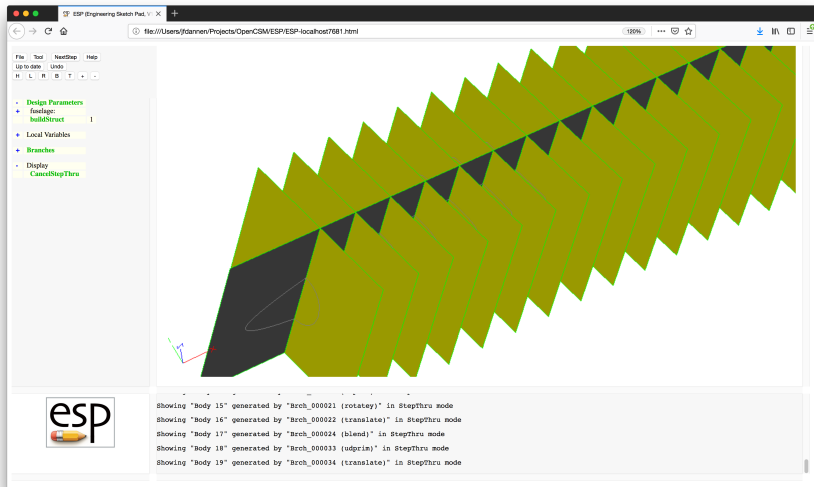 ESP (Engineering Sketch Pad, V
file:///Users/jfdannen/Projects/OpenCSM/ESP/ESP-localhost7681.html
120%
File Tool NextStep Help
Up to date Undo
H L R B T + -
- Design Parameters
+ fuselage:
buildStruct 1
+ Local Variables
+ Branches
- Display
CancelStepThru
esp
Showing "Body 15" generated by "Brch_000021 (rotatey)" in StepThru mode
Showing "Body 16" generated by "Brch_000022 (translate)" in StepThru mode
Showing "Body 17" generated by "Brch_000024 (blend)" in StepThru mode
Showing "Body 18" generated by "Brch_000033 (udprim)" in StepThru mode
Showing "Body 19" generated by "Brch_000034 (translate)" in StepThru mode